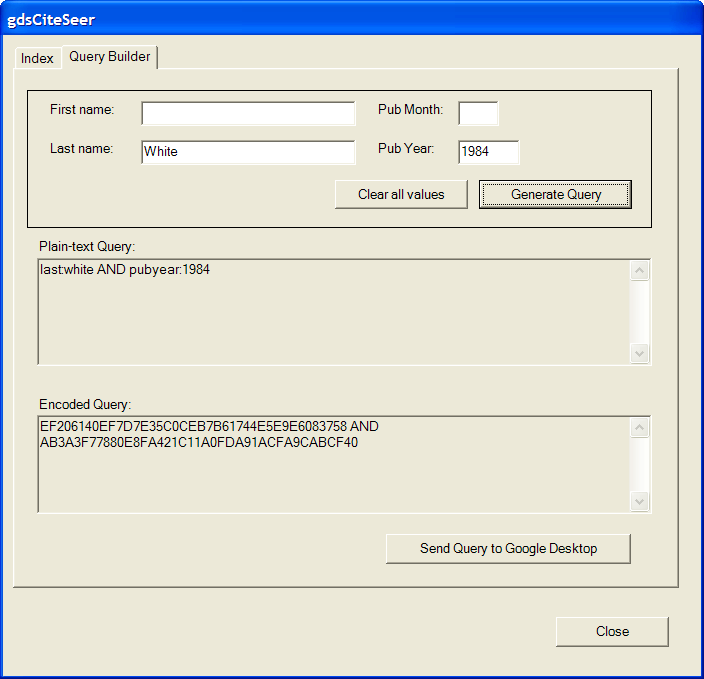 gdsCiteSeer
Index Query Builder
First name: Pub Month:
Last name: White Pub Year: 1984
Clear all values Generate Query
Plain-text Query:
last:white AND pubyear:1984
Encoded Query:
EF206140EF7D7E35C0CEB7B61744E5E9E6083758 AND
AB3A3F77880E8FA421C11A0FDA91ACFA9CABCF40
Send Query to Google Desktop
Close